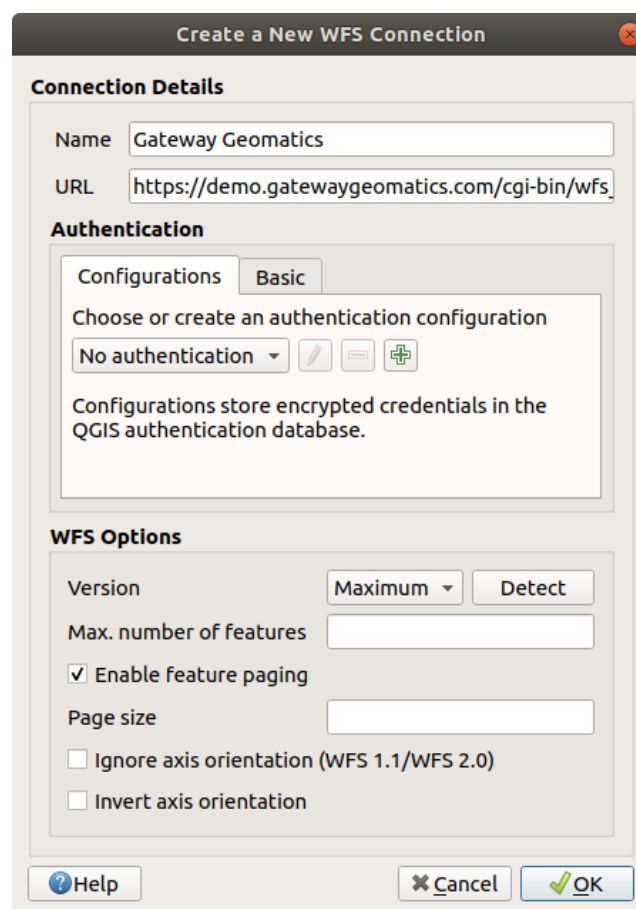 Create a New WFS Connection
Connection Details
Name Gateway Geomatics
URL https://demo.gatewaygeomatics.com/cgi-bin/wfs_
Authentication
Configurations Basic
Choose or create an authentication configuration
No authentication
Configurations store encrypted credentials in the
QGIS authentication database.
WFS Options
Version Maximum Detect
Max. number of features
Enable feature paging
Page size
Ignore axis orientation (WFS 1.1/WFS 2.0)
Invert axis orientation
Help Cancel OK